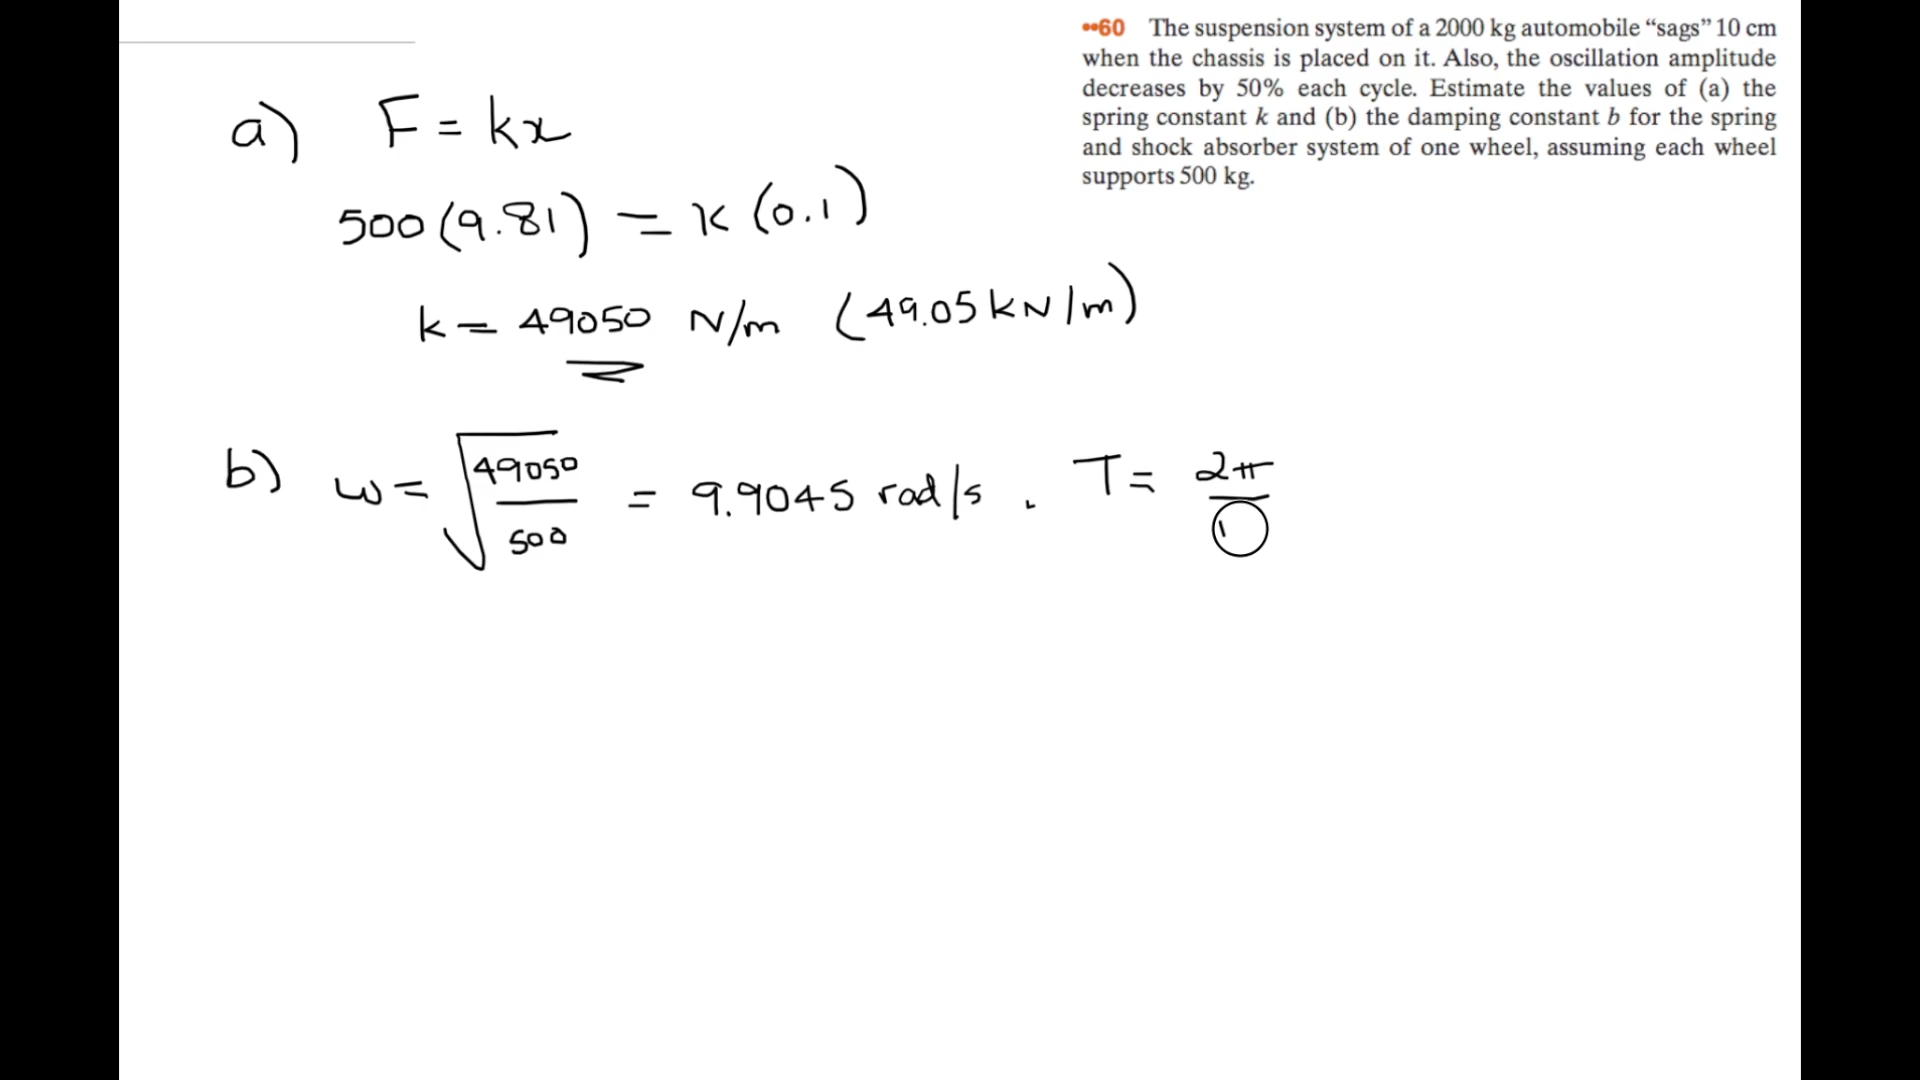 ••60 The suspension system of a 2000 kg automobile “sags” 10 cm
when the chassis is placed on it. Also, the oscillation amplitude
decreases by 50% each cycle. Estimate the values of (a) the
spring constant k and (b) the damping constant b for the spring
and shock absorber system of one wheel, assuming each wheel
supports 500 kg.
a) F = kx
500(9.81) = k(0.1)
k = 49050 N/m (49.05kN/m)
b) ω = √(49050/500) = 9.9045 rad/s . T = 2π/